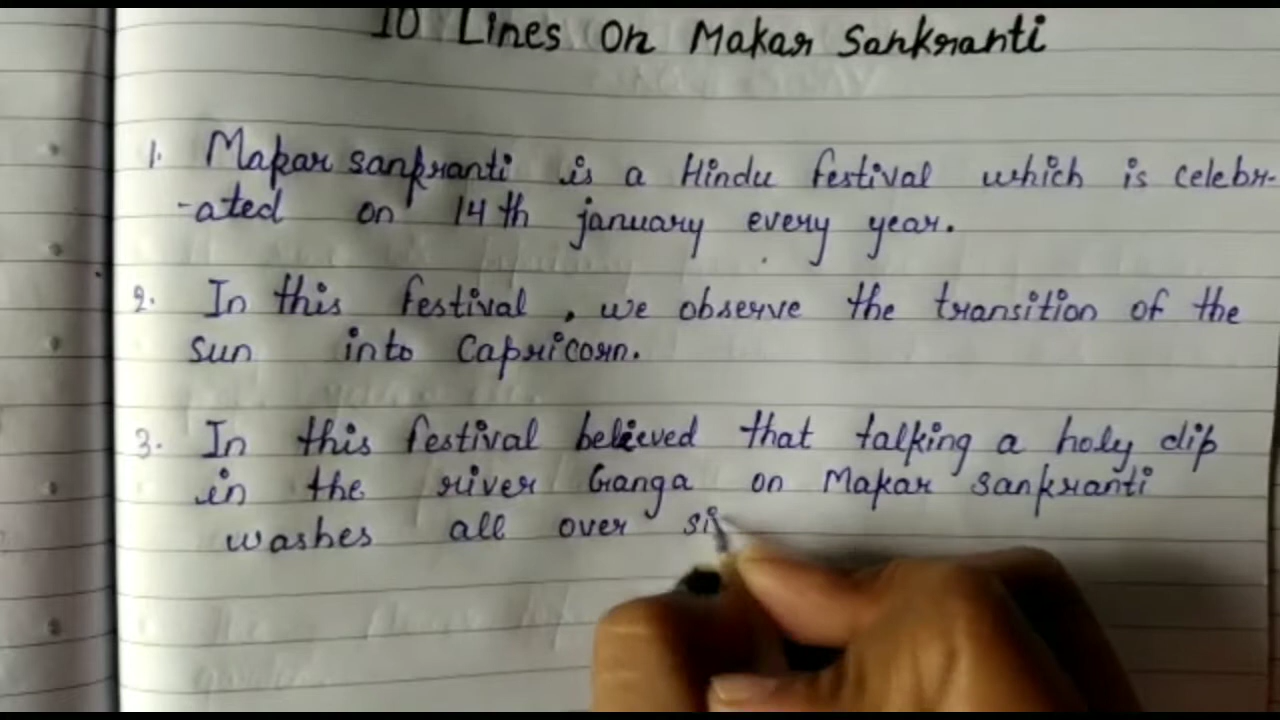 10 Lines On Makar Sankranti
1. Makar sankranti is a Hindu festival which is celebr-
-ated on 14th january every year.
2. In this festival, we observe the transition of the
sun into Capricorn.
3. In this festival believed that talking a holy dip
in the river Ganga on Makar sankranti
washes all over si